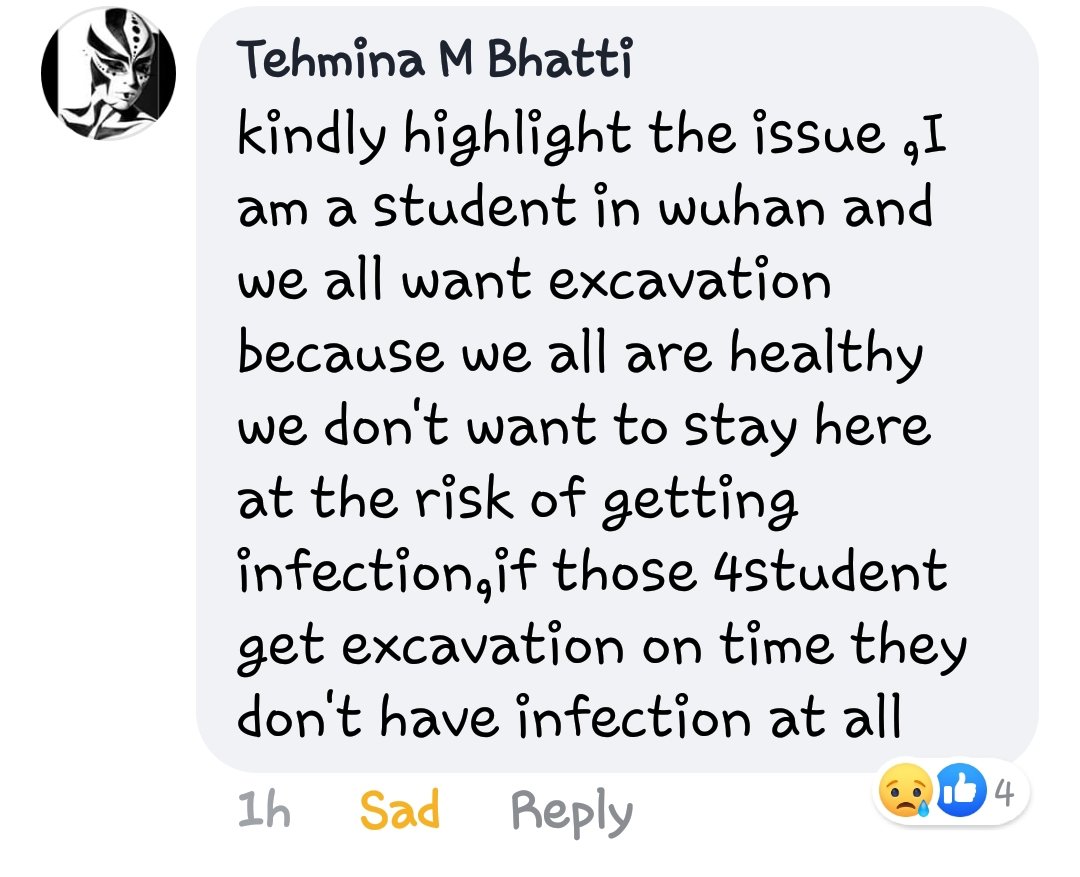 Tehmina M Bhatti
kindly highlight the issue ,I
am a student in wuhan and
we all want excavation
because we all are healthy
we don't want to stay here
at the risk of getting
infection,if those 4student
get excavation on time they
don't have infection at all
1h Sad Reply 4